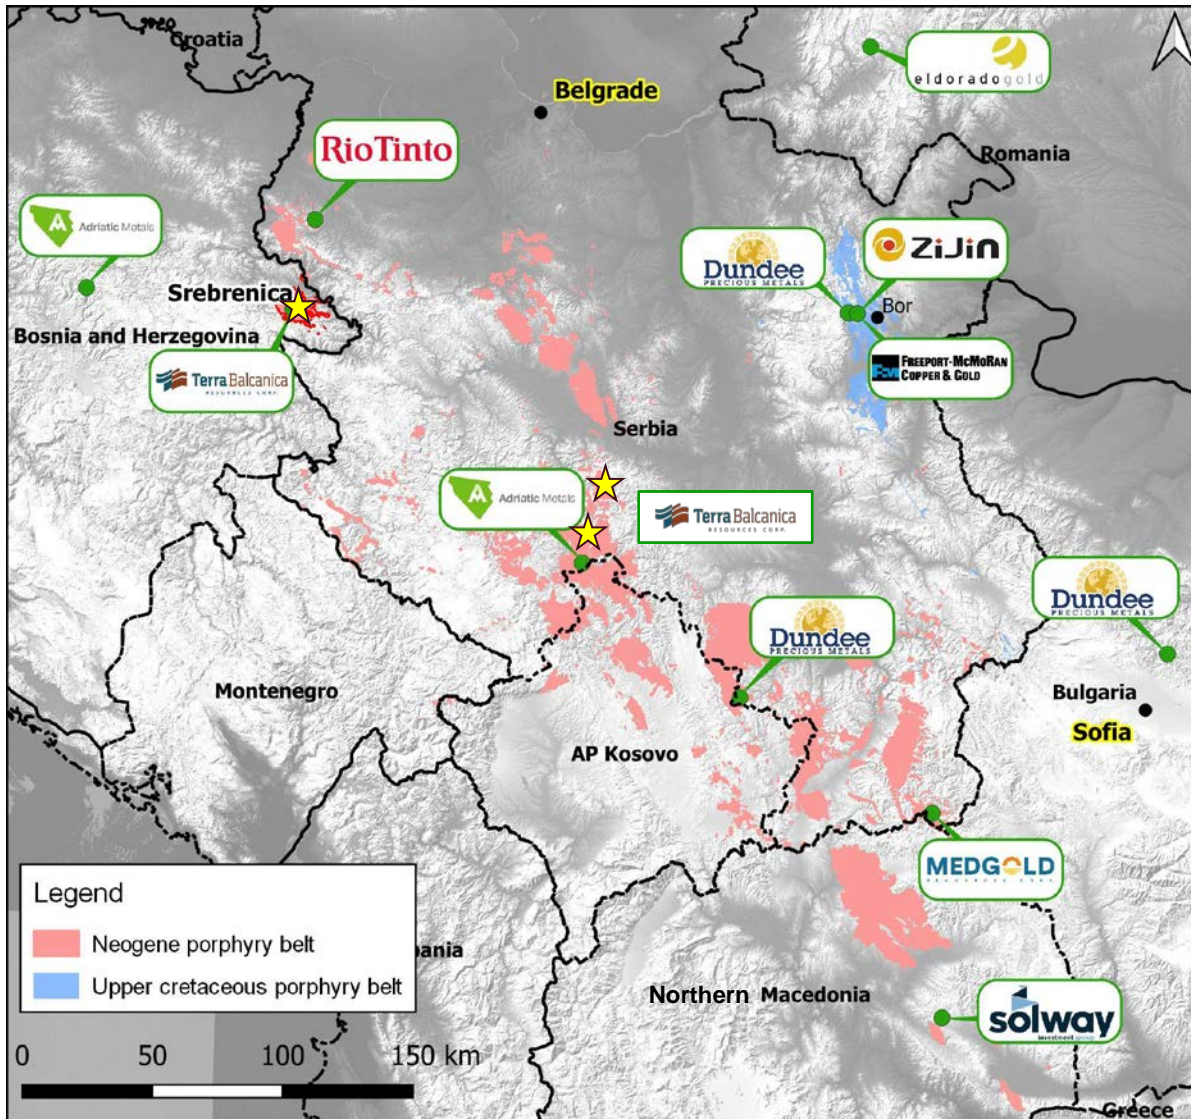 Croatia
eldoradogold
Belgrade
RioTinto
Romania
Adriatic Metals
Dundee
PRECIOUS METALS
ZiJin
Srebrenica
Bor
Bosnia and Herzegovina
TerraBalcanica
RESOURCES CORP.
FREEPORT-McMoRAN
COPPER & GOLD
Serbia
Adriatic Metals
TerraBalcanica
RESOURCES CORP.
Dundee
PRECIOUS METALS
Dundee
PRECIOUS METALS
Montenegro
Bulgaria
Sofia
AP Kosovo
MEDGOLD
Legend
Neogene porphyry belt
Upper cretaceous porphyry belt
bania
Northern Macedonia
solway
investment group
0 50 100 150 km
Greece